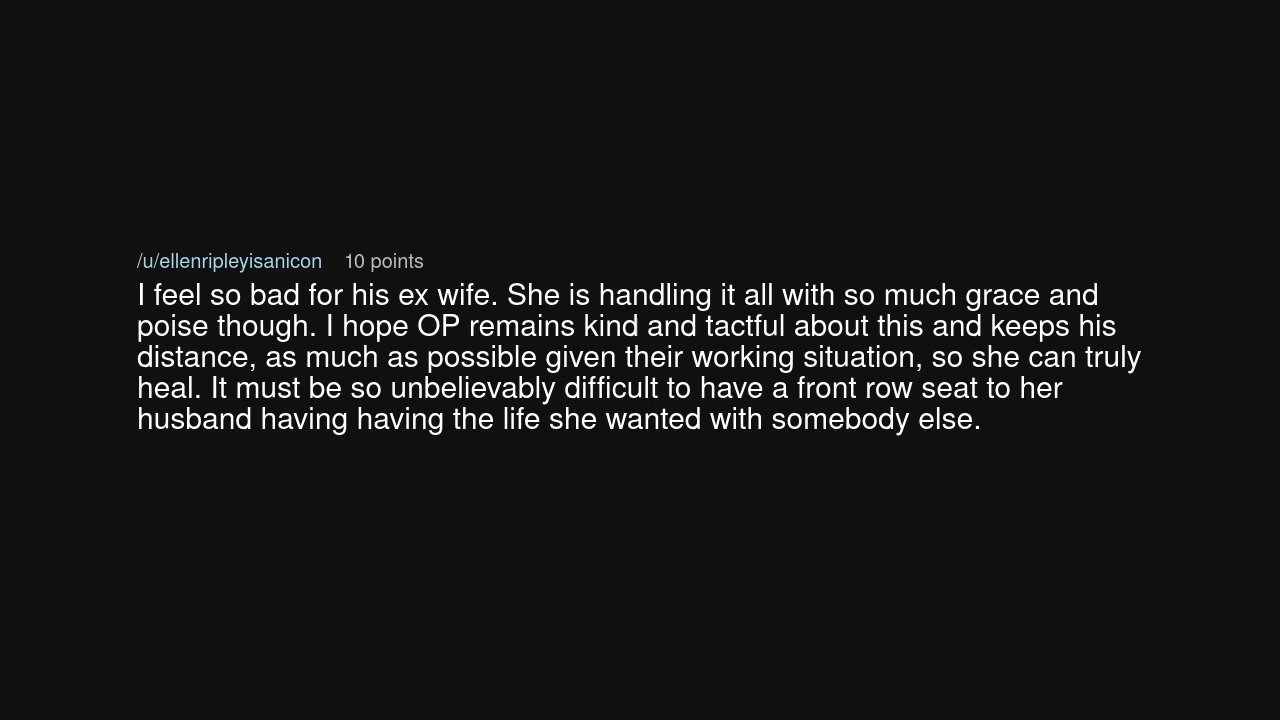 /u/ellenripleyisanicon 10 points
I feel so bad for his ex wife. She is handling it all with so much grace and
poise though. I hope OP remains kind and tactful about this and keeps his
distance, as much as possible given their working situation, so she can truly
heal. It must be so unbelievably difficult to have a front row seat to her
husband having having the life she wanted with somebody else.